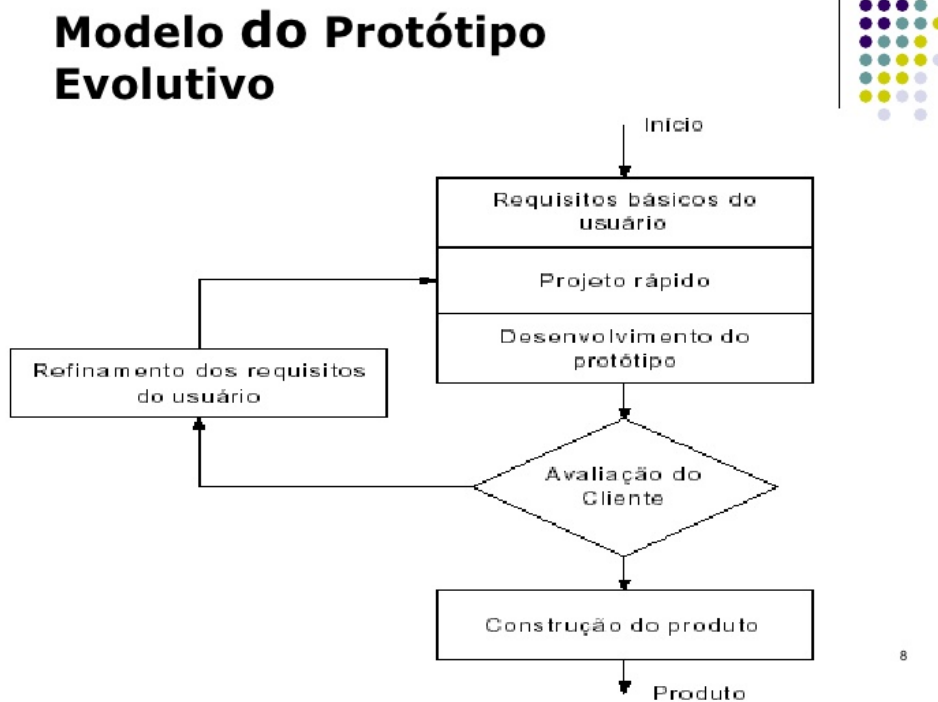 Modelo do Protótipo
Evolutivo
Início
Requisitos básicos do
usuário
Projeto rápido
Desenvolvimento do
protótipo
Refinamento dos requisitos
do usuário
Avaliação do
Cliente
Construção do produto
8
Produto